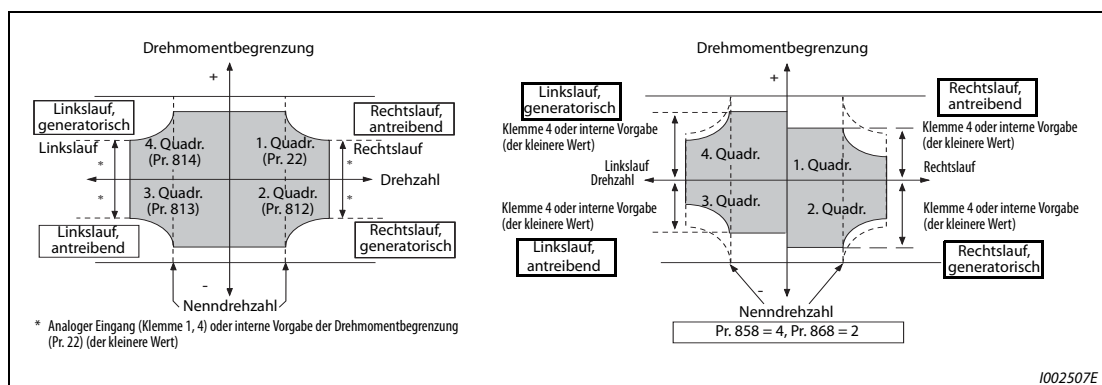 Drehmomentbegrenzung
+
Linkslauf,
generatorisch
Rechtslauf,
antreibend
Linkslauf
4. Quadr.
(Pr. 814)
1. Quadr.
(Pr. 22)
Rechtslauf
*
*
Drehzahl
*
*
3. Quadr.
(Pr. 813)
2. Quadr.
(Pr. 812)
Linkslauf,
antreibend
Rechtslauf,
generatorisch
-
Nenndrehzahl
* Analoger Eingang (Klemme 1, 4) oder interne Vorgabe der Drehmomentbegrenzung
(Pr. 22) (der kleinere Wert)
Drehmomentbegrenzung
+
Linkslauf,
generatorisch
Rechtslauf,
antreibend
Klemme 4 oder interne Vorgabe
(der kleinere Wert)
Klemme 4 oder interne Vorgabe
(der kleinere Wert)
4. Quadr.
1. Quadr.
Linkslauf
Drehzahl
Rechtslauf
3. Quadr.
2. Quadr.
Klemme 4 oder interne Vorgabe
(der kleinere Wert)
Klemme 4 oder interne Vorgabe
(der kleinere Wert)
Linkslauf,
antreibend
Rechtslauf,
generatorisch
-
Nenndrehzahl
Pr. 858 = 4, Pr. 868 = 2
I002507E